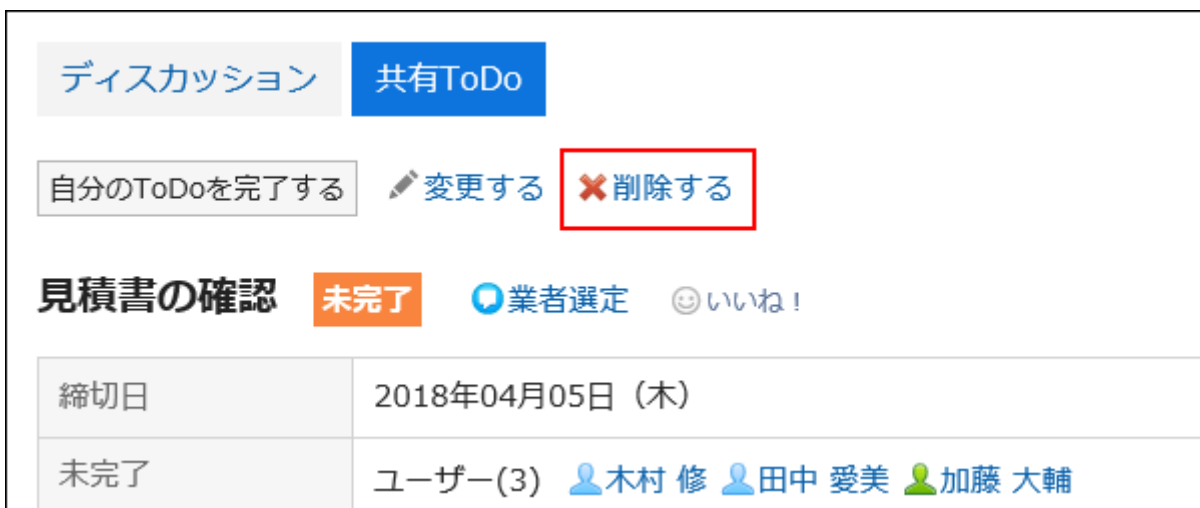 ディスカッション 共有ToDo
自分のToDoを完了する 変更する 削除する
見積書の確認 未完了 業者選定 いいね！
締切日 2018年04月05日（木）
未完了 ユーザー(3) 木村 修 田中 愛美 加藤 大輔